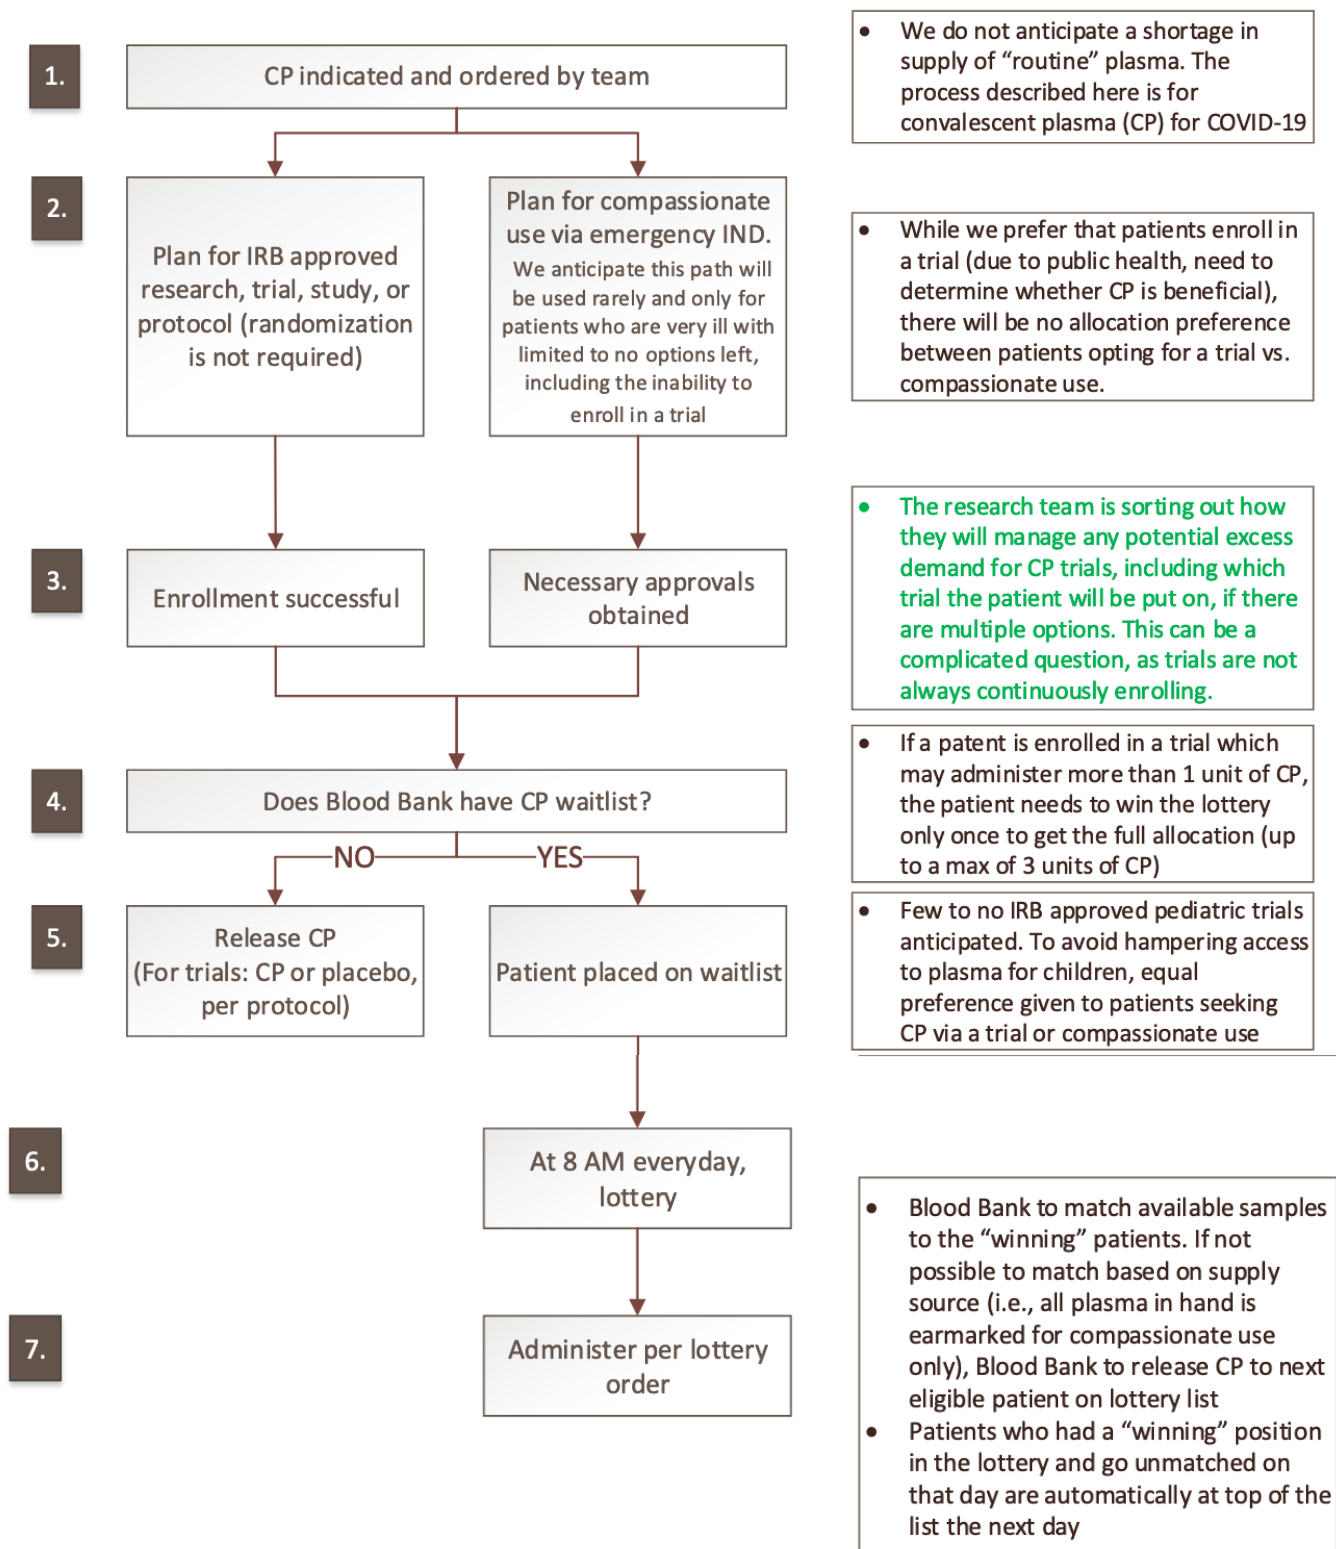 1.
CP indicated and ordered by team
• We do not anticipate a shortage in
supply of “routine” plasma. The
process described here is for
convalescent plasma (CP) for COVID-19
2.
Plan for IRB approved
research, trial, study, or
protocol (randomization
is not required)
Plan for compassionate
use via emergency IND.
We anticipate this path will
be used rarely and only for
patients who are very ill with
limited to no options left,
including the inability to
enroll in a trial
• While we prefer that patients enroll in
a trial (due to public health, need to
determine whether CP is beneficial),
there will be no allocation preference
between patients opting for a trial vs.
compassionate use.
3.
Enrollment successful
Necessary approvals
obtained
• The research team is sorting out how
they will manage any potential excess
demand for CP trials, including which
trial the patient will be put on, if there
are multiple options. This can be a
complicated question, as trials are not
always continuously enrolling.
4.
Does Blood Bank have CP waitlist?
NO
YES
• If a patent is enrolled in a trial which
may administer more than 1 unit of CP,
the patient needs to win the lottery
only once to get the full allocation (up
to a max of 3 units of CP)
5.
Release CP
(For trials: CP or placebo,
per protocol)
Patient placed on waitlist
• Few to no IRB approved pediatric trials
anticipated. To avoid hampering access
to plasma for children, equal
preference given to patients seeking
CP via a trial or compassionate use
6.
At 8 AM everyday,
lottery
7.
Administer per lottery
order
• Blood Bank to match available samples
to the “winning” patients. If not
possible to match based on supply
source (i.e., all plasma in hand is
earmarked for compassionate use
only), Blood Bank to release CP to next
eligible patient on lottery list
• Patients who had a “winning” position
in the lottery and go unmatched on
that day are automatically at top of the
list the next day